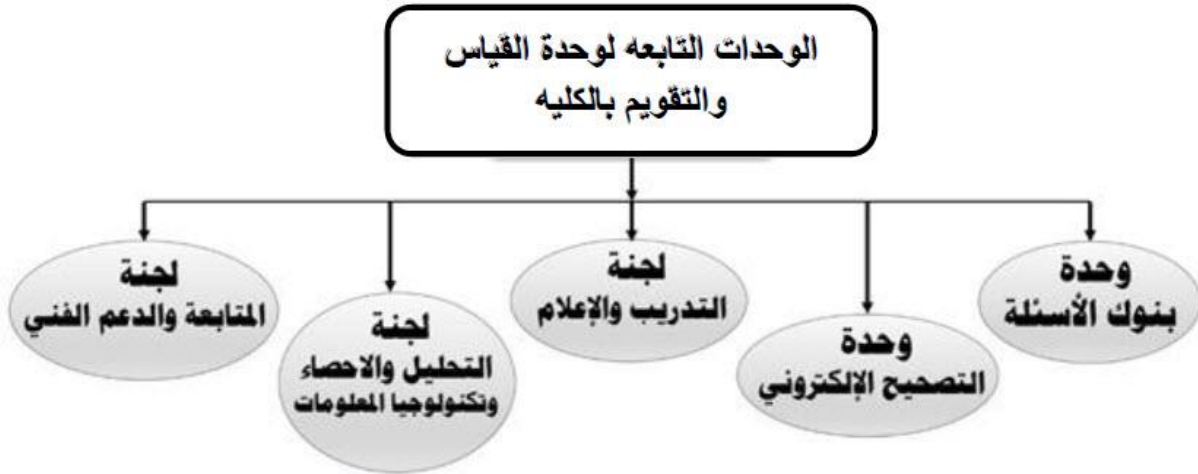 الوحدات التابعه لوحدة القياس
والتقويم بالكليه
وحدة
بنوك الأسئلة
وحدة
التصحيح الإلكتروني
لجنة
التدريب والإعلام
لجنة
التحليل والاحصاء
وتكنولوجيا المعلومات
لجنة
المتابعة والدعم الفني